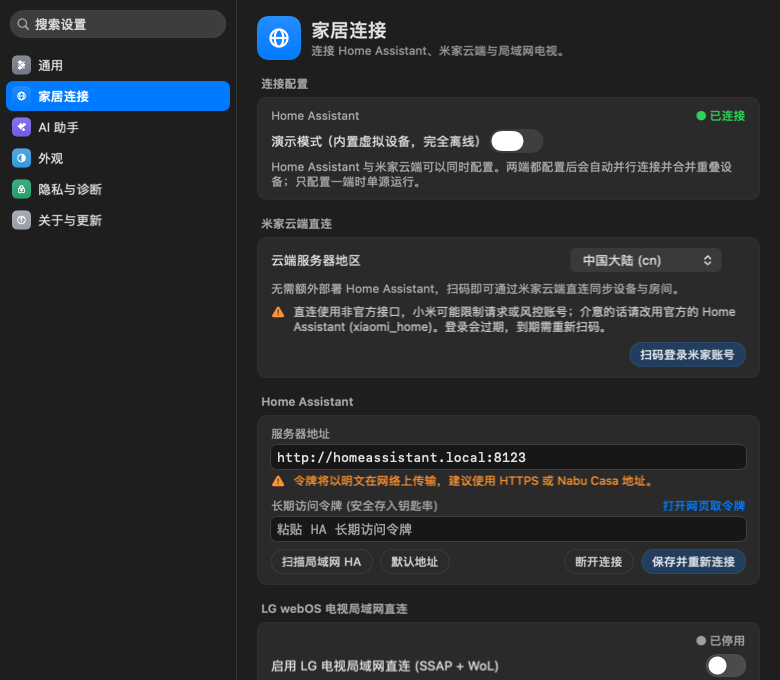 搜索设置
通用
家居连接
AI 助手
外观
隐私与诊断
关于与更新
家居连接
连接 Home Assistant、米家云端与局域网电视。
连接配置
Home Assistant
已连接
演示模式（内置虚拟设备，完全离线）
Home Assistant 与米家云端可以同时配置。两端都配置后会自动并行连接并合并重叠设
备；只配置一端时单源运行。
米家云端直连
云端服务器地区
中国大陆 (cn)
无需额外部署 Home Assistant，扫码即可通过米家云端直连同步设备与房间。
直连使用非官方接口，小米可能限制请求或风控账号；介意的话请改用官方的 Home
Assistant (xiaomi_home)。登录会过期，到期需重新扫码。
扫码登录米家账号
Home Assistant
服务器地址
http://homeassistant.local:8123
令牌将以明文在网络上传输，建议使用 HTTPS 或 Nabu Casa 地址。
长期访问令牌 (安全存入钥匙串)
打开网页取令牌
粘贴 HA 长期访问令牌
扫描局域网 HA
默认地址
断开连接
保存并重新连接
LG webOS 电视局域网直连
已停用
启用 LG 电视局域网直连 (SSAP + WoL)